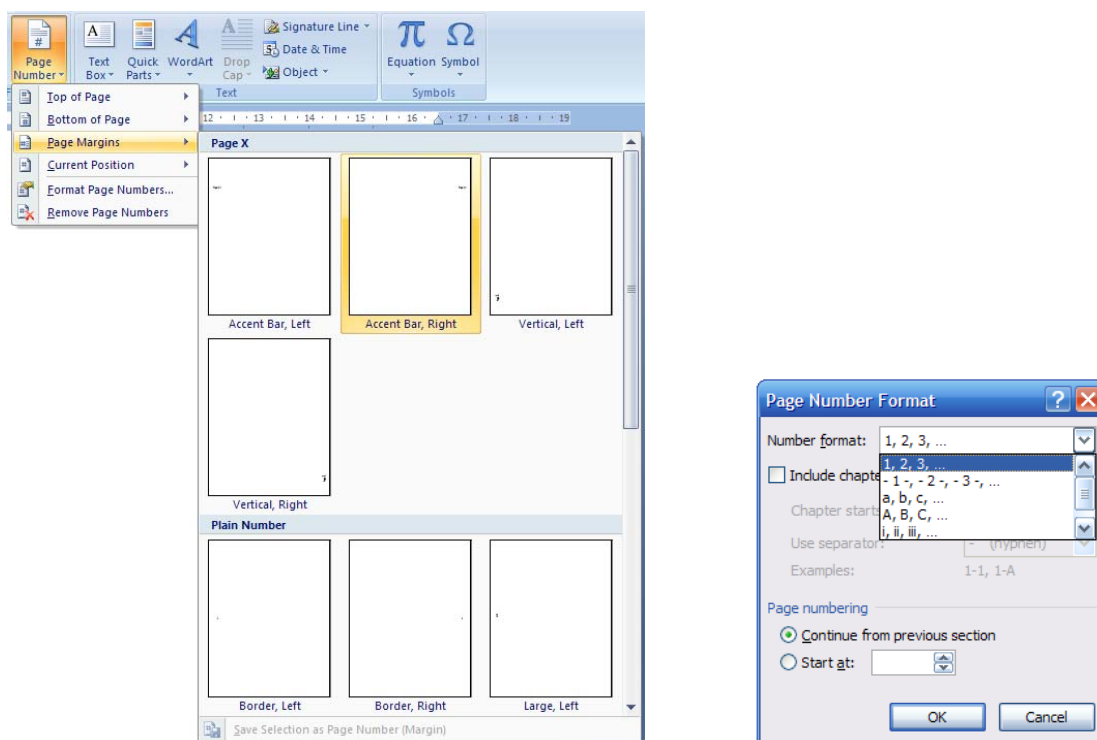 Page Number
Text Box
Quick Parts
WordArt
Drop Cap
Signature Line
Date & Time
Object
Equation
Symbol
Text
Symbols
Top of Page
Bottom of Page
Page Margins
Current Position
Format Page Numbers...
Remove Page Numbers
12 · 13 · 14 · 15 · 16 · 17 · 18 · 19
Page X
Accent Bar, Left
Accent Bar, Right
Vertical, Left
Vertical, Right
Plain Number
Border, Left
Border, Right
Large, Left
Save Selection as Page Number (Margin)
Page Number Format
Number format: 1, 2, 3, ...
1, 2, 3, ...
Include chapte
- 1 -, - 2 -, - 3 -, ...
a, b, c, ...
Chapter start
A, B, C, ...
i, ii, iii, ...
Use separator:
- (hyphen)
Examples: 1-1, 1-A
Page numbering
Continue from previous section
Start at:
OK
Cancel